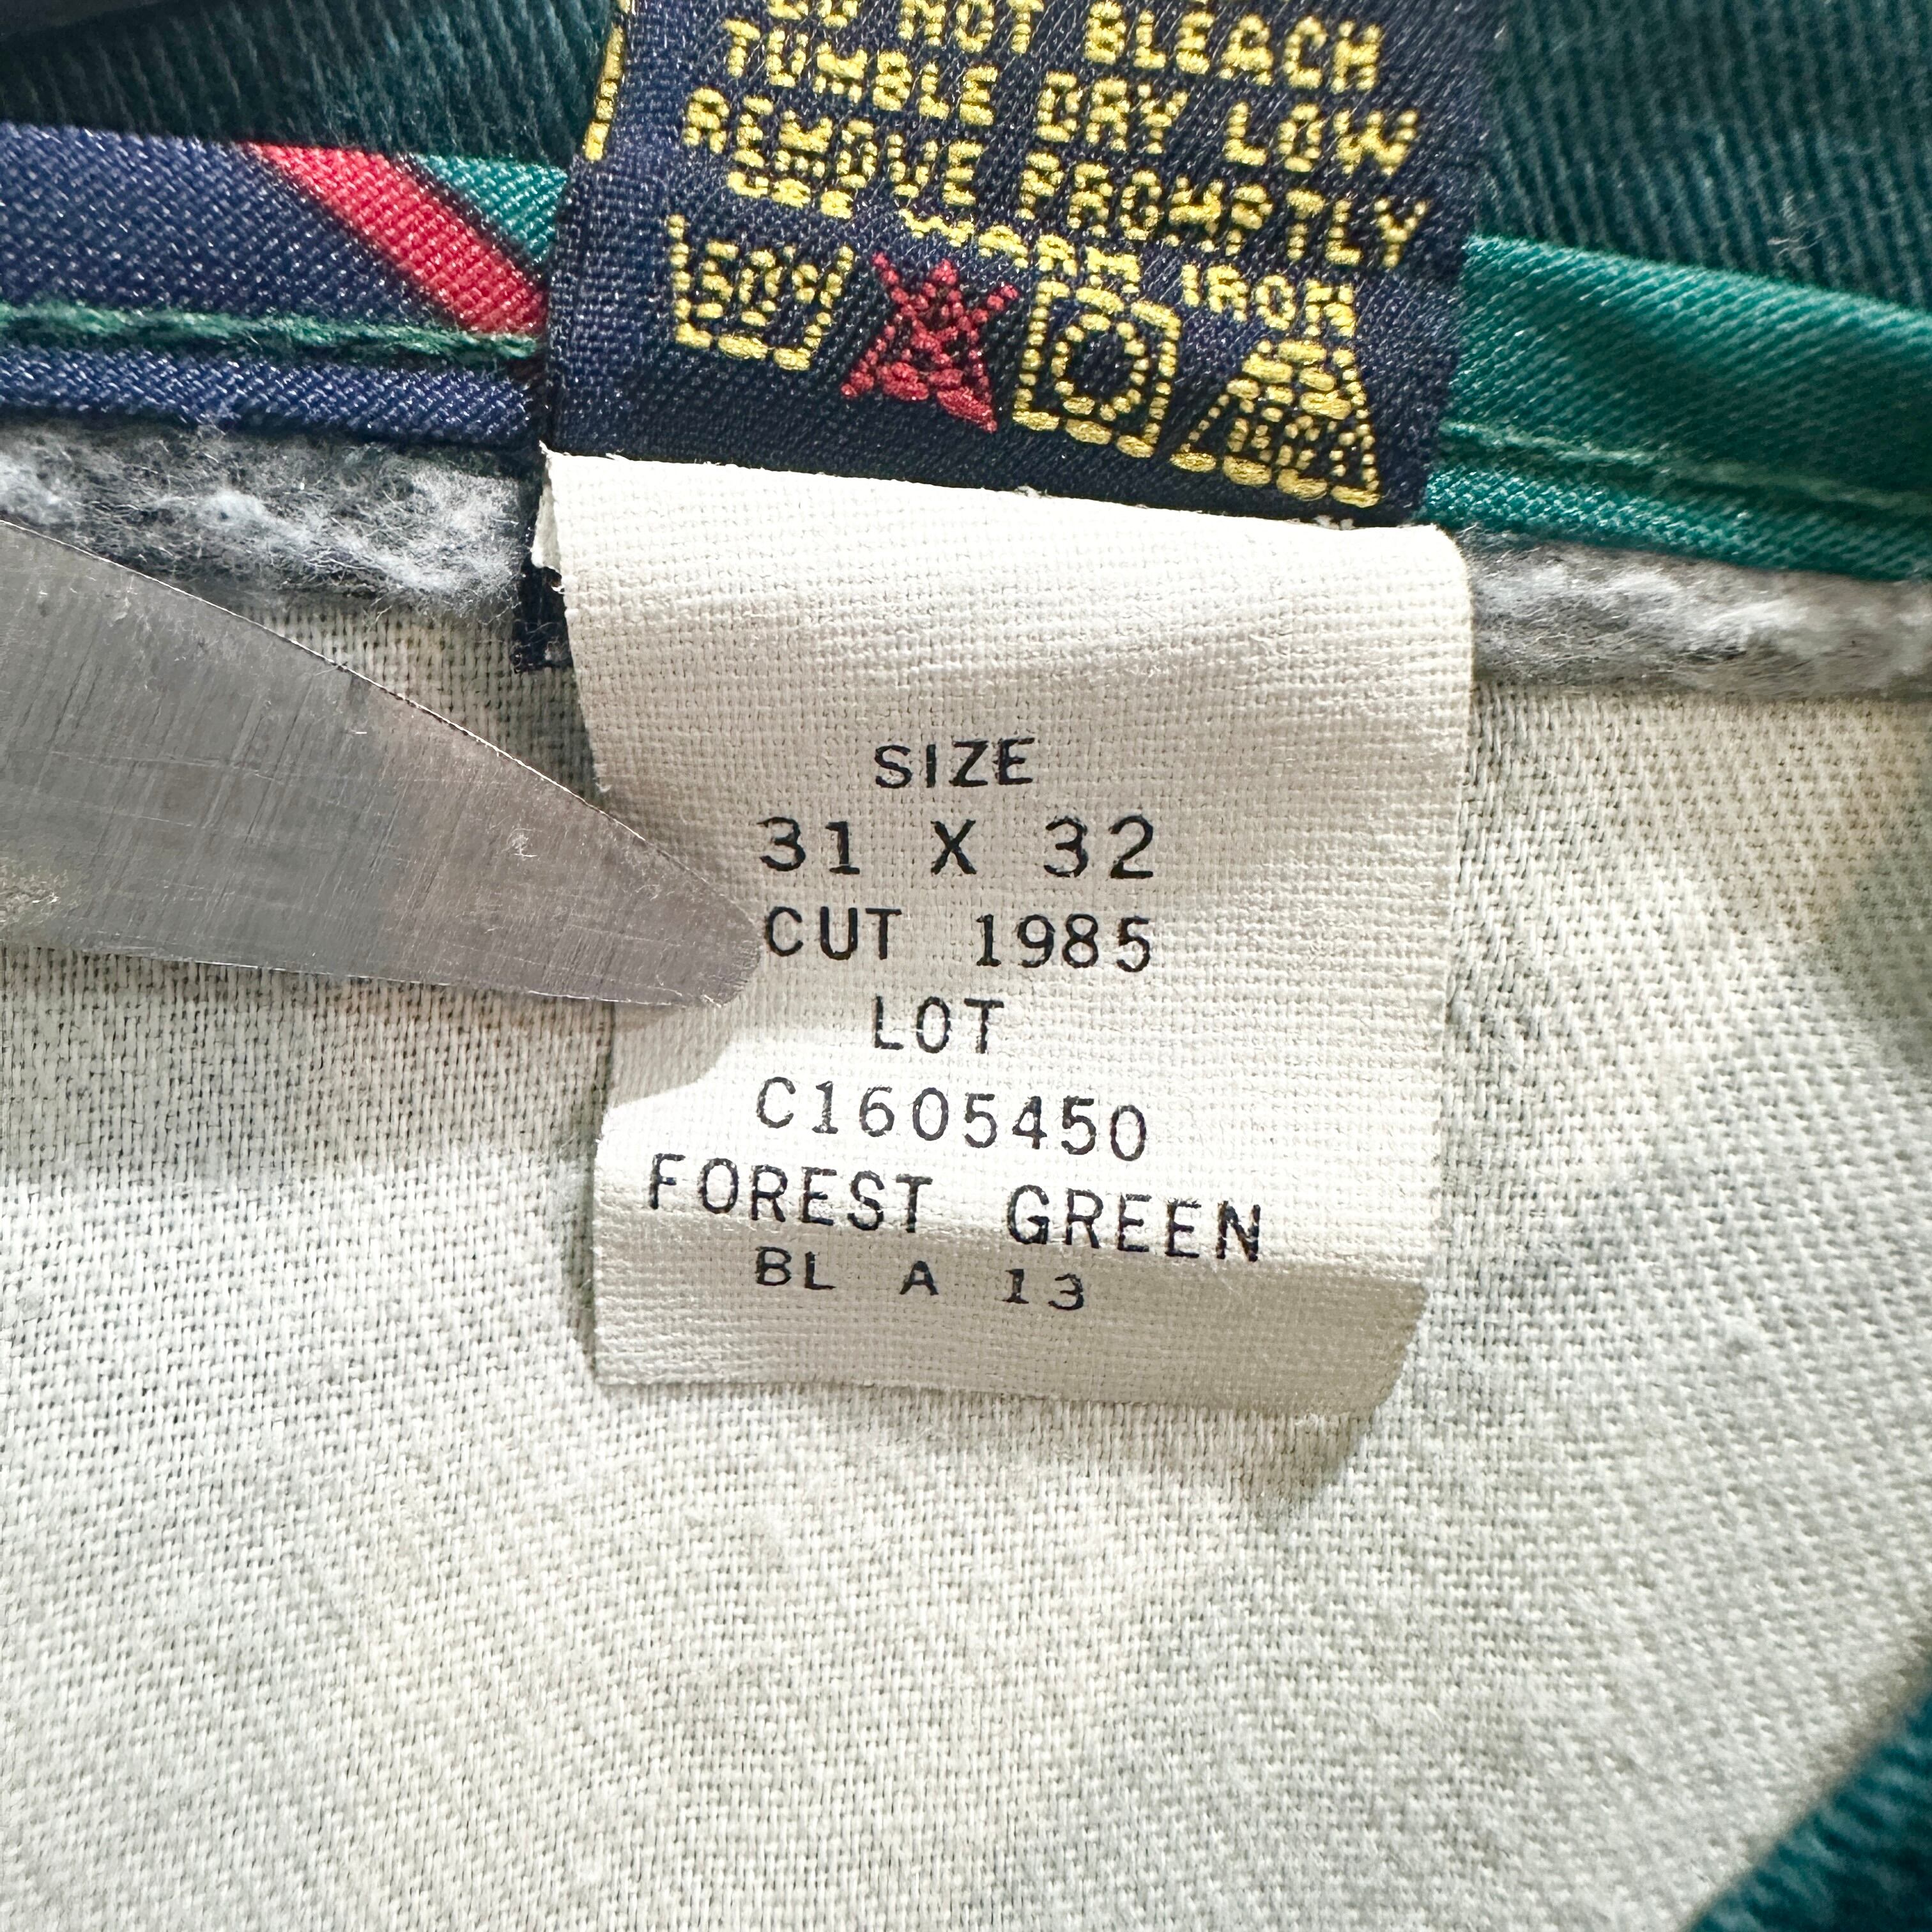 DO NOT BLEACH
TUMBLE DRY LOW
REMOVE PROMPTLY
USE WARM IRON
SIZE
31 X 32
CUT 1985
LOT
C1605450
FOREST GREEN
BL A 13